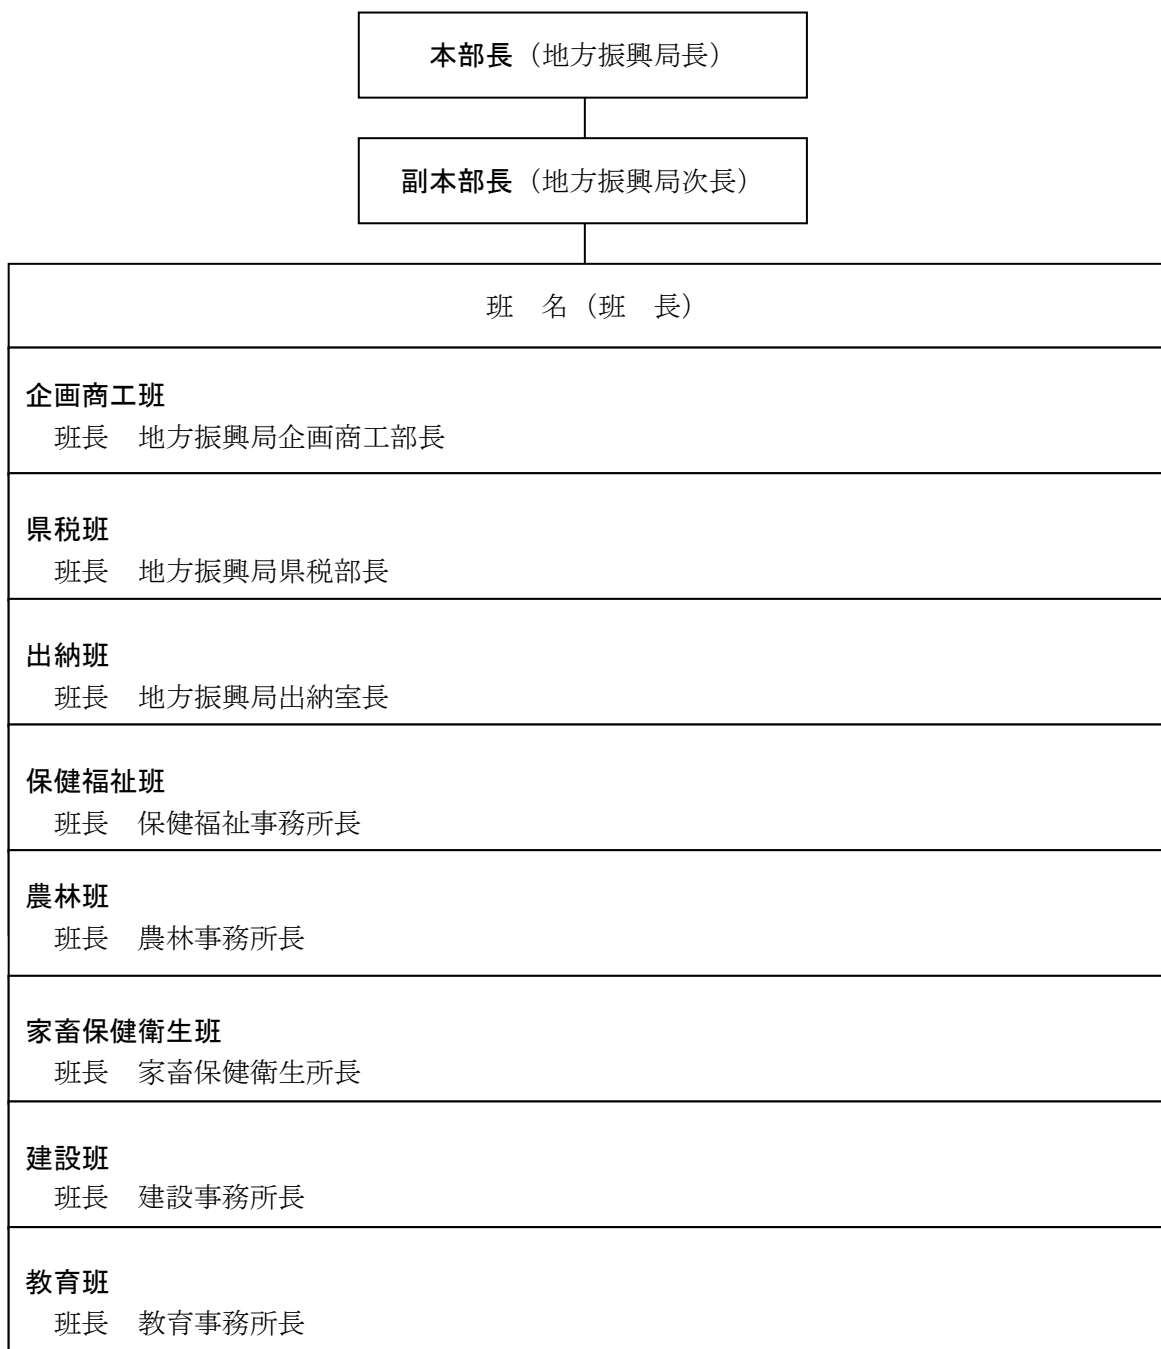 本部長（地方振興局長）
副本部長（地方振興局次長）
班　名（班　長）
企画商工班
班長　地方振興局企画商工部長
県税班
班長　地方振興局県税部長
出納班
班長　地方振興局出納室長
保健福祉班
班長　保健福祉事務所長
農林班
班長　農林事務所長
家畜保健衛生班
班長　家畜保健衛生所長
建設班
班長　建設事務所長
教育班
班長　教育事務所長